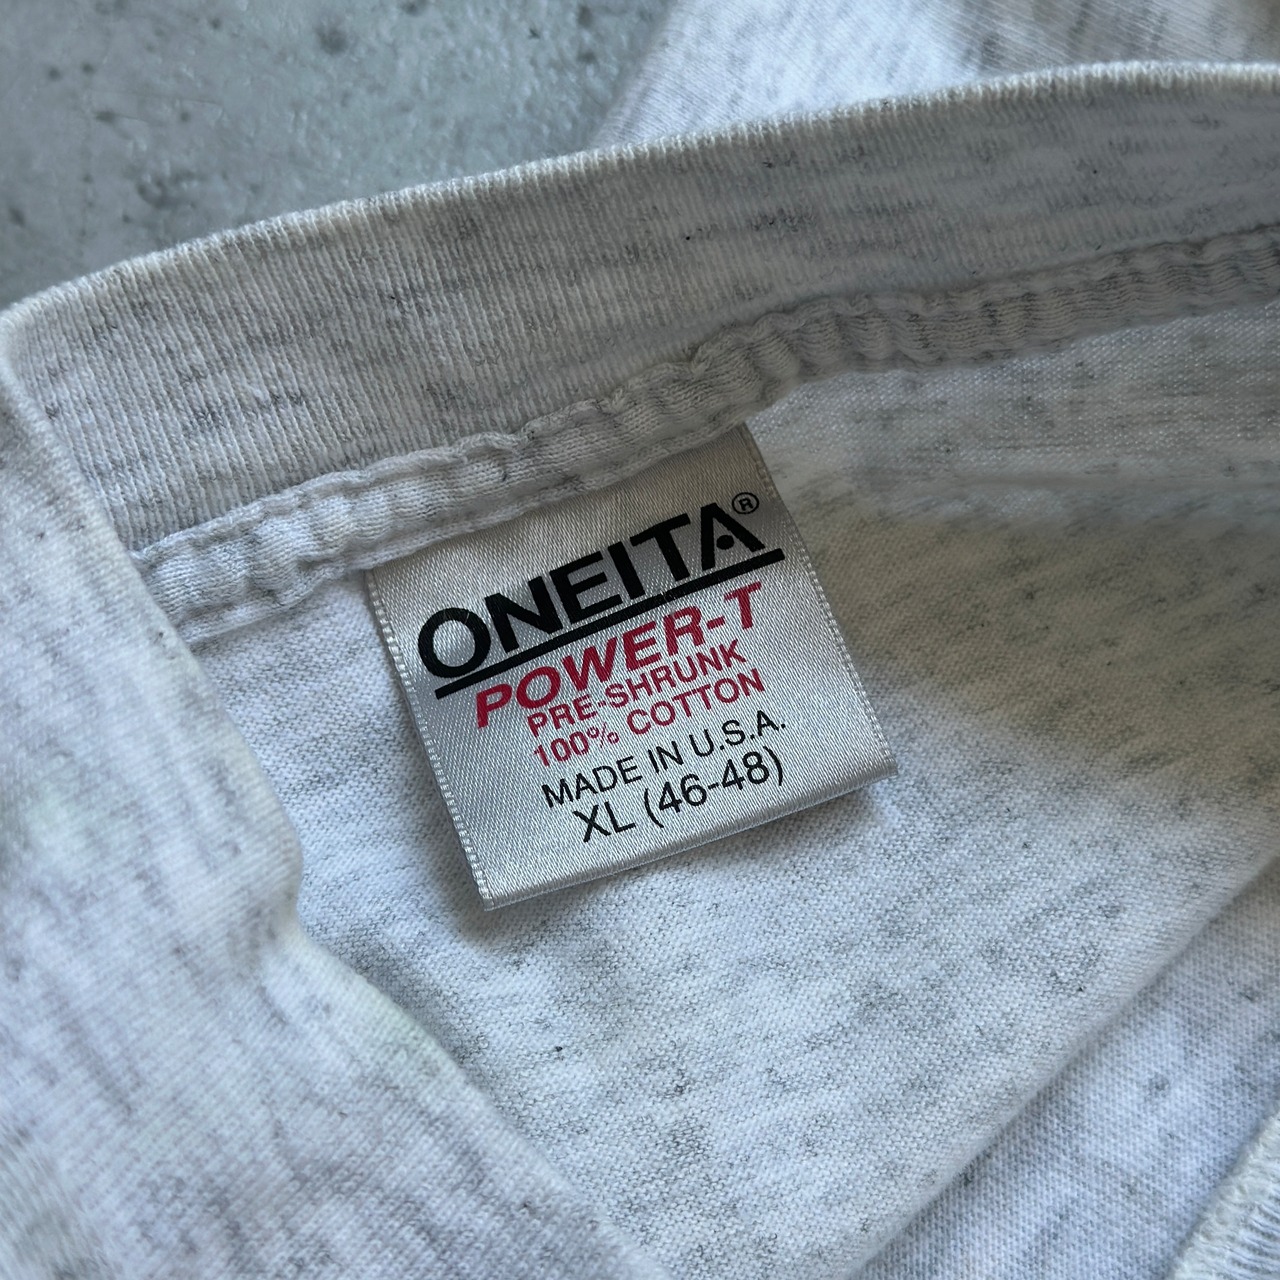 ONEITA®
POWER-T
PRE-SHRUNK
100% COTTON
MADE IN U.S.A.
XL (46-48)